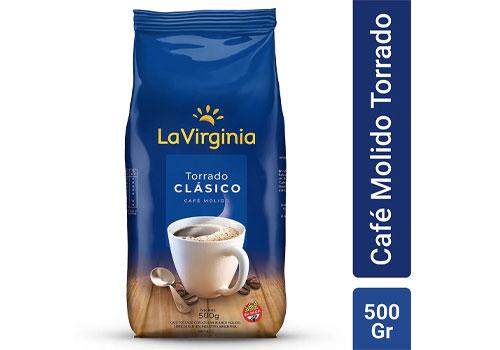 LaVirginia
Torrado
CLÁSICO
CAFÉ MOLIDO
500g
Café Molido Torrado
500
Gr